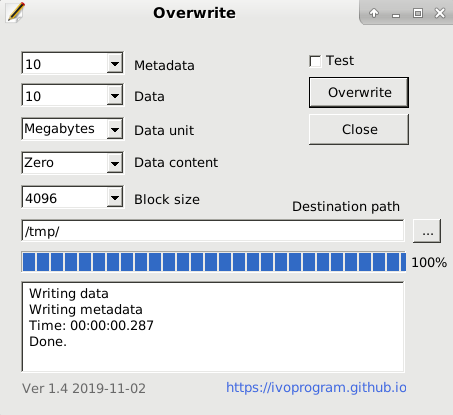 Overwrite
10 Metadata
Test
10 Data
Overwrite
Megabytes Data unit
Close
Zero Data content
4096 Block size
Destination path
/tmp/ ...
100%
Writing data
Writing metadata
Time: 00:00:00.287
Done.
Ver 1.4 2019-11-02 https://ivoprogram.github.io